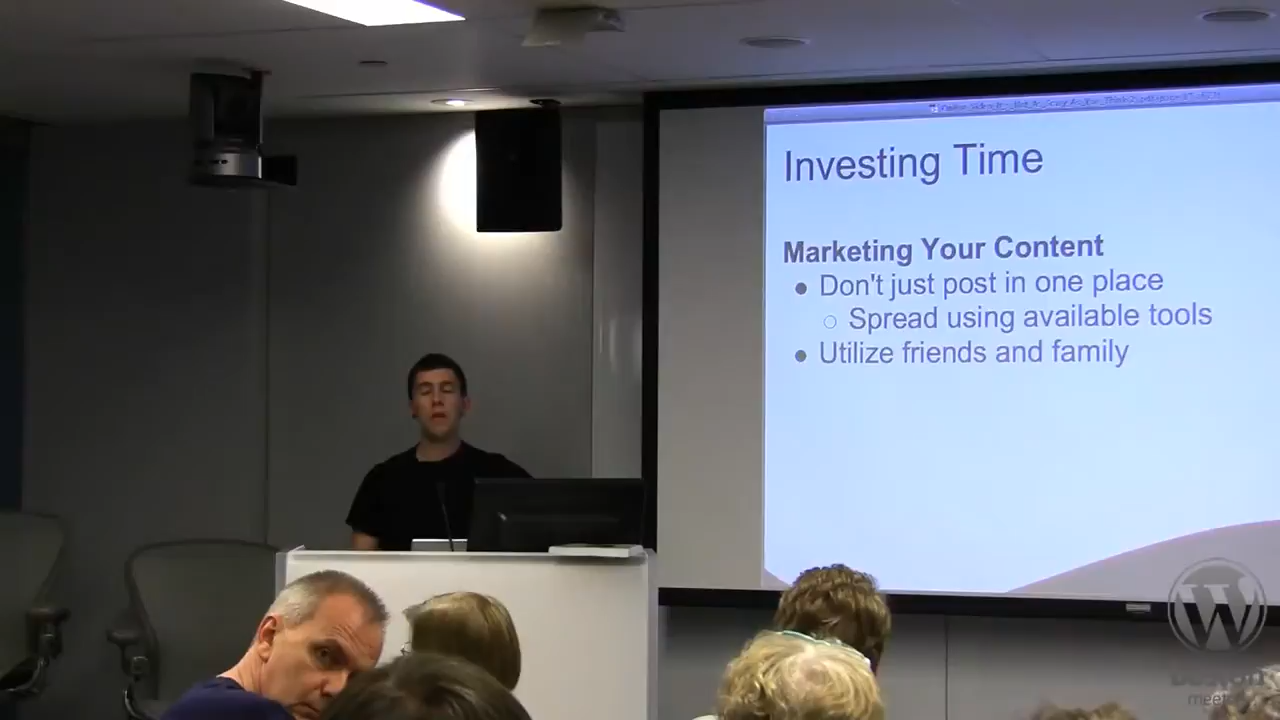 Investing Time
Marketing Your Content
Don't just post in one place
Spread using available tools
Utilize friends and family